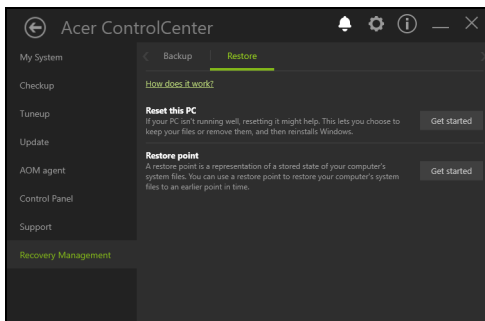 Acer ControlCenter
My System
Checkup
Tuneup
Update
AOM agent
Control Panel
Support
Recovery Management
Backup
Restore
How does it work?
Reset this PC
If your PC isn't running well, resetting it might help. This lets you choose to
keep your files or remove them, and then reinstalls Windows.
Get started
Restore point
A restore point is a representation of a stored state of your computer's
system files. You can use a restore point to restore your computer's system
files to an earlier point in time.
Get started